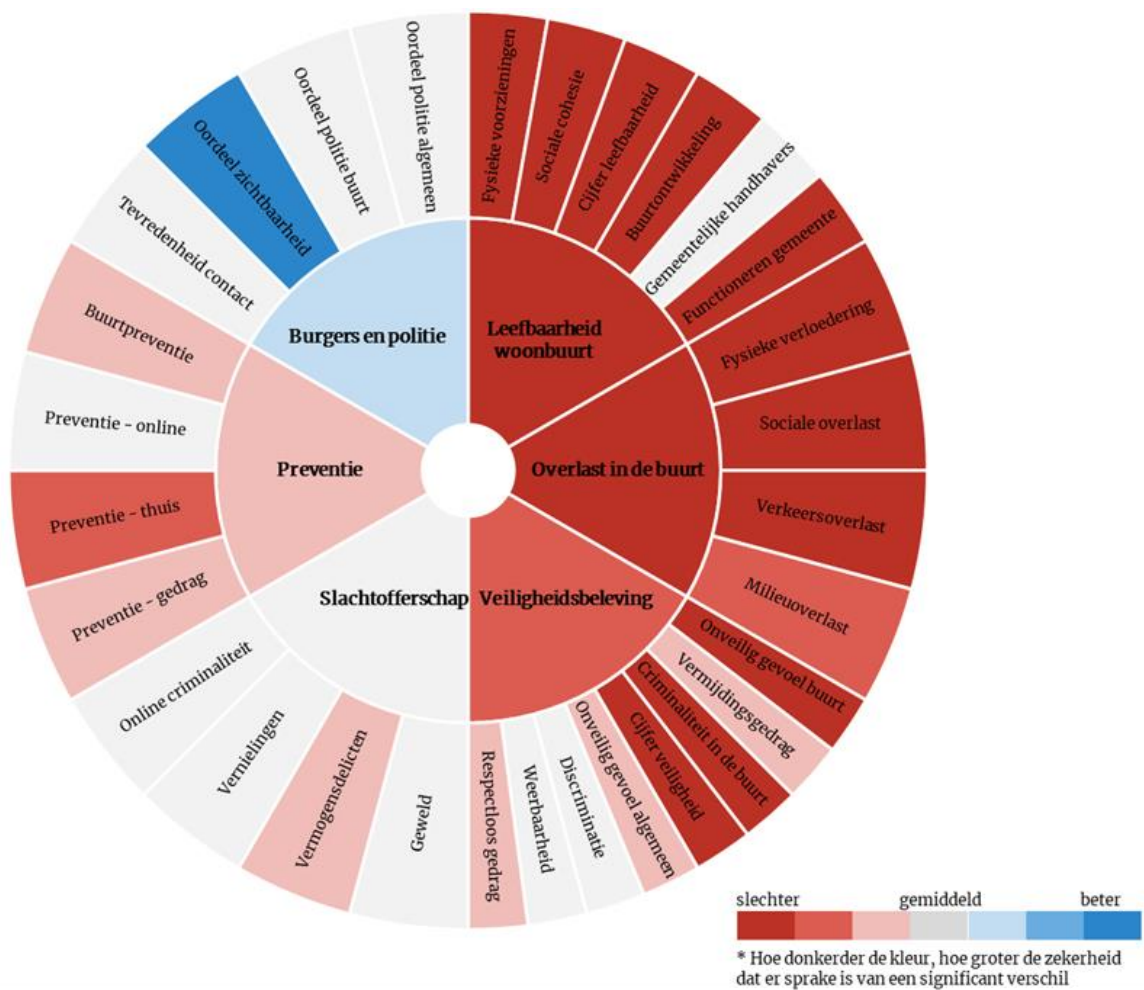 Fysieke voorzieningen
Sociale cohesie
Cijfer leefbaarheid
Buurtontwikkeling
Gemeentelijke handhavers
Functioneren gemeente
Fysieke verloedering
Sociale overlast
Verkeersoverlast
Milieuoverlast
Onveilig gevoel buurt
Vermijdingsgedrag
Criminaliteit in de buurt
Cijfer veiligheid
Onveilig gevoel algemeen
Discriminatie
Weerbaarheid
Respectloos gedrag
Geweld
Vermogensdelicten
Vernielingen
Online criminaliteit
Preventie - gedrag
Preventie - thuis
Preventie - online
Buurtpreventie
Tevredenheid contact
Oordeel zichtbaarheid
Oordeel politie buurt
Oordeel politie algemeen
Burgers en politie
Leefbaarheid
woonbuurt
Preventie
Overlast in de buurt
Slachtofferschap
Veiligheidsbeleving
slechter gemiddeld beter
* Hoe donkerder de kleur, hoe groter de zekerheid
dat er sprake is van een significant verschil